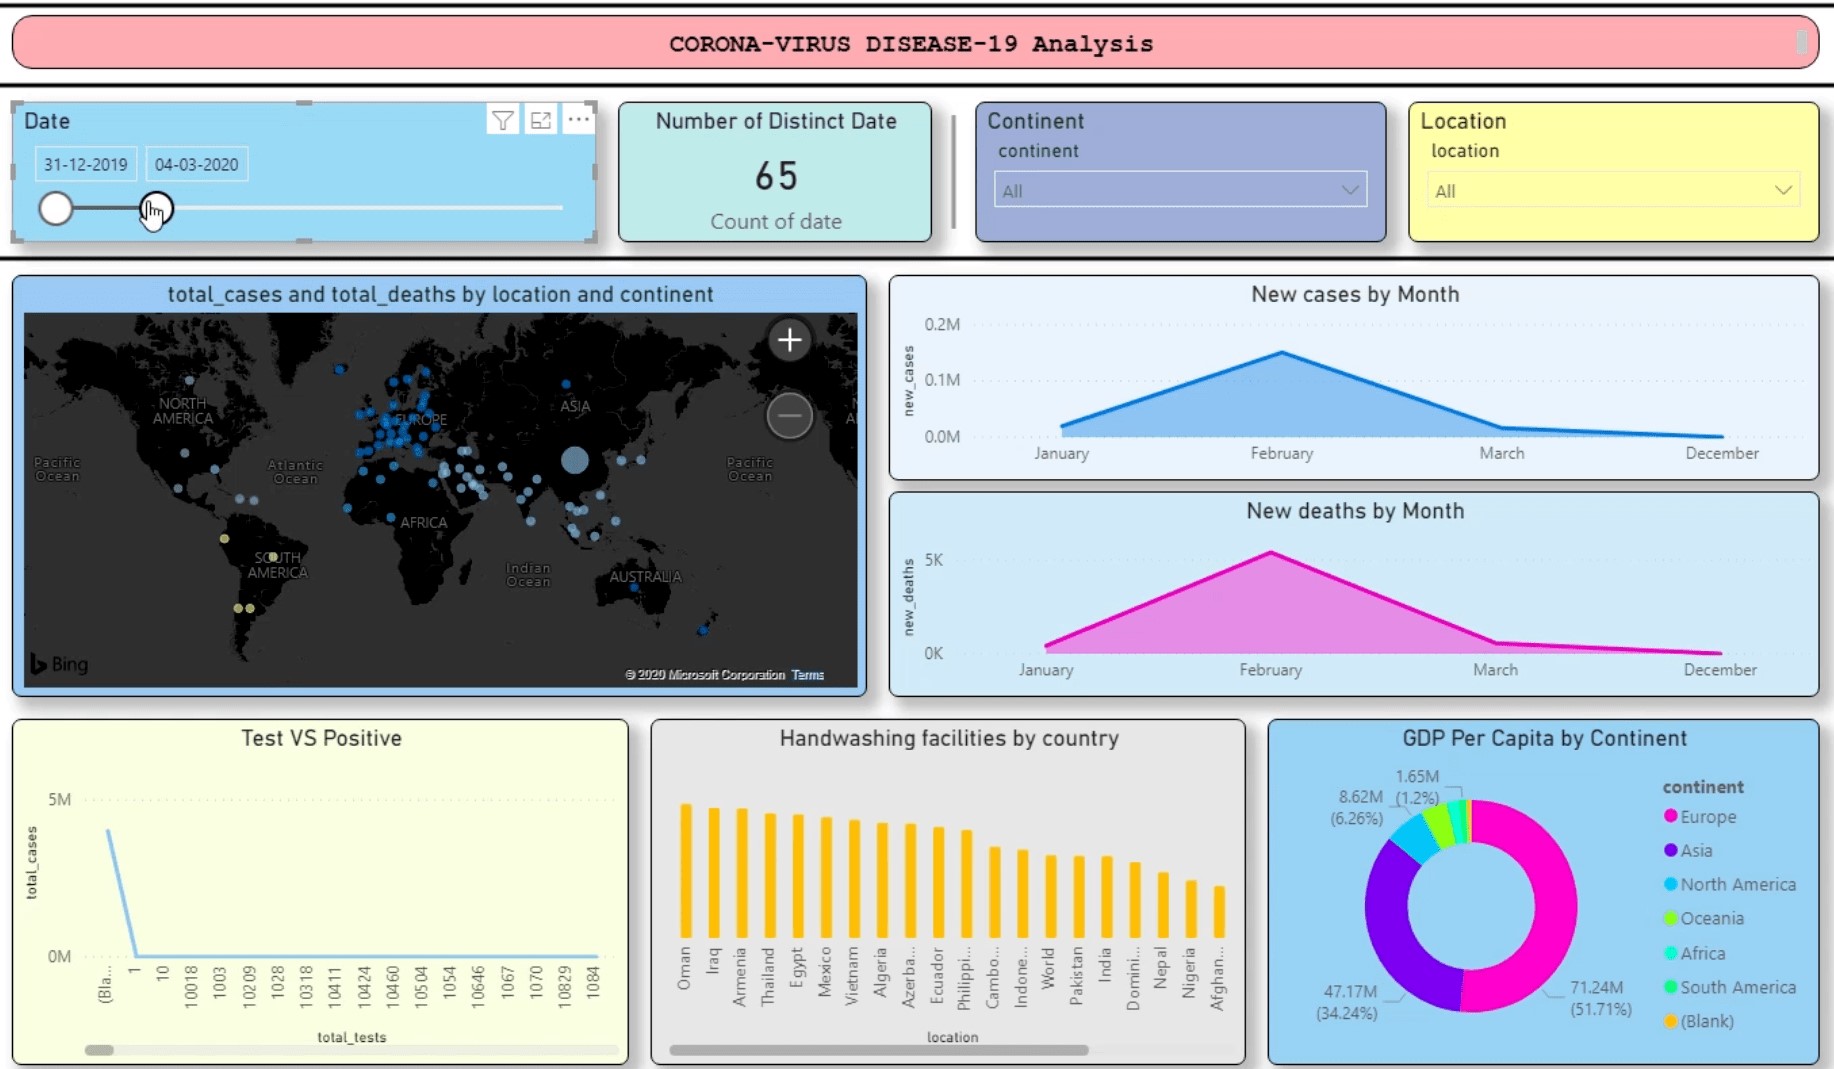 CORONA-VIRUS DISEASE-19 Analysis
Date
31-12-2019 04-03-2020
Number of Distinct Date
65
Count of date
Continent
continent
All
Location
location
All
total_cases and total_deaths by location and continent
NORTH
AMERICA
EUROPE
ASIA
A
Pacific
Ocean
Atlantic
Ocean
Pacific
Ocean
AFRICA
SOUTH
AMERICA
Indian
Ocean
AUSTRALIA
Bing
© 2020 Microsoft Corporation Terms
New cases by Month
new_cases
0.2M
0.1M
0.0M
January February March December
New deaths by Month
new_deaths
5K
0K
January February March December
Test VS Positive
total_cases
5M
0M
(Bla... 1 10 10018 1003 10209 1028 10318 10411 10424 10460 10504 1054 10646 1067 1070 10829 1084
total_tests
Handwashing facilities by country
Oman Iraq Armenia Thailand Egypt Mexico Vietnam Algeria Azerba... Ecuador Philippi... Cambo... Indone... World Pakistan India Domini... Nepal Nigeria Afghan...
location
GDP Per Capita by Continent
1.65M
(1.2%)
8.62M
(6.26%)
47.17M
(34.24%)
71.24M
(51.71%)
continent
Europe
Asia
North America
Oceania
Africa
South America
(Blank)